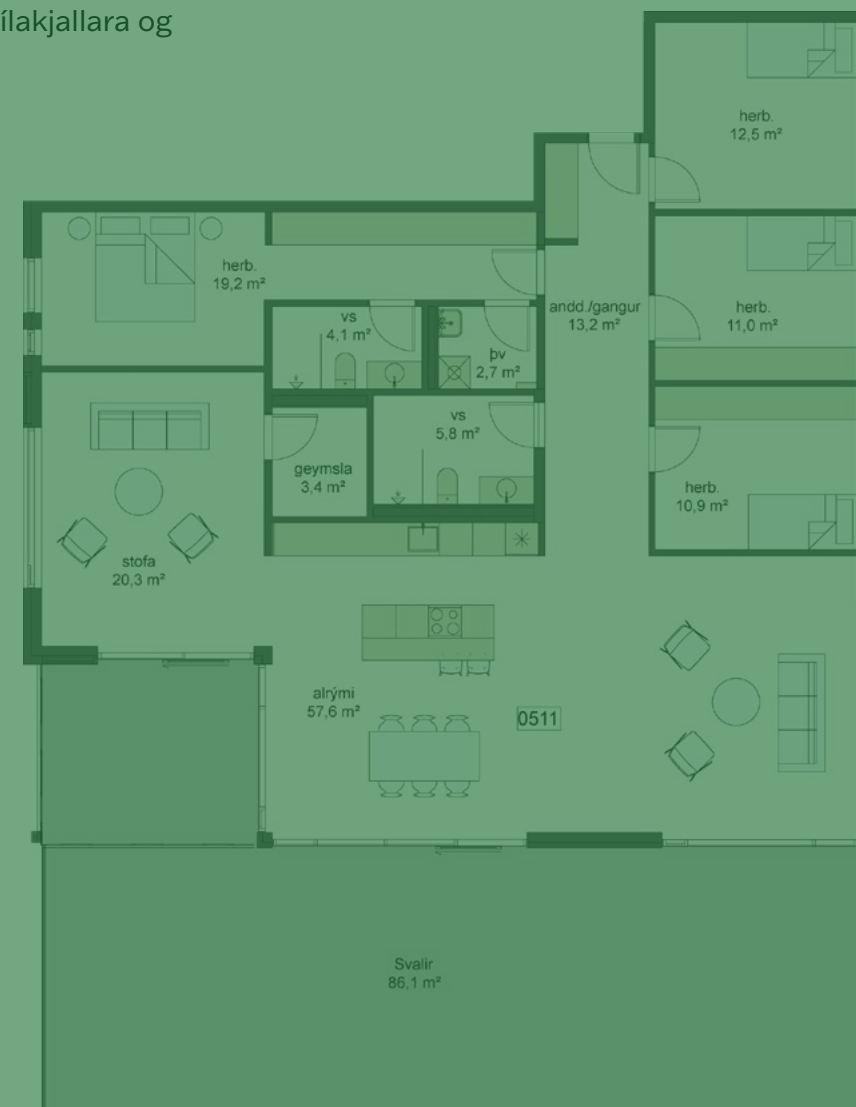 ílakjallara og
herb.
12,5 m²
herb.
19,2 m²
andd./gangur
13,2 m²
herb.
11,0 m²
vs
4,1 m²
þv
2,7 m²
vs
5,8 m²
geymsla
3,4 m²
herb.
10,9 m²
stofa
20,3 m²
alrými
57,6 m²
0511
Svalir
86,1 m²